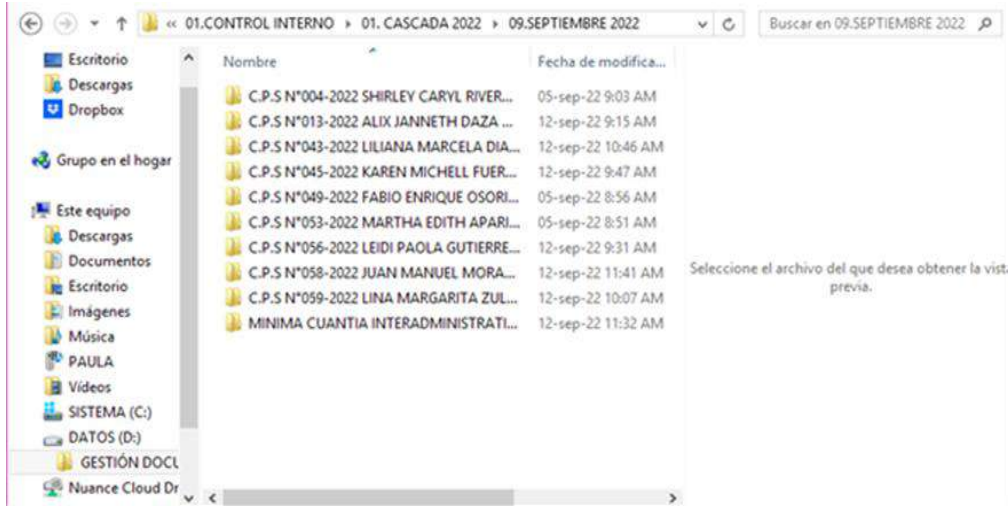 « 01.CONTROL INTERNO › 01. CASCADA 2022 › 09.SEPTIEMBRE 2022
Buscar en 09.SEPTIEMBRE 2022
Escritorio
Descargas
Dropbox
Grupo en el hogar
Este equipo
Descargas
Documentos
Escritorio
Imágenes
Música
PAULA
Vídeos
SISTEMA (C:)
DATOS (D:)
GESTIÓN DOCU
Nuance Cloud Dr
Nombre Fecha de modifica...
C.P.S N°004-2022 SHIRLEY CARYL RIVER... 05-sep-22 9:03 AM
C.P.S N°013-2022 ALIX JANNETH DAZA ... 12-sep-22 9:15 AM
C.P.S N°043-2022 LILIANA MARCELA DIA... 12-sep-22 10:46 AM
C.P.S N°045-2022 KAREN MICHELL FUER... 12-sep-22 9:47 AM
C.P.S N°049-2022 FABIO ENRIQUE OSORI... 05-sep-22 8:56 AM
C.P.S N°053-2022 MARTHA EDITH APARI... 05-sep-22 8:51 AM
C.P.S N°056-2022 LEIDI PAOLA GUTIERRE... 12-sep-22 9:31 AM
C.P.S N°058-2022 JUAN MANUEL MORA... 12-sep-22 11:41 AM
C.P.S N°059-2022 LINA MARGARITA ZUL... 12-sep-22 10:07 AM
MINIMA CUANTIA INTERADMINISTRATI... 12-sep-22 11:32 AM
Seleccione el archivo del que desea obtener la vista
previa.